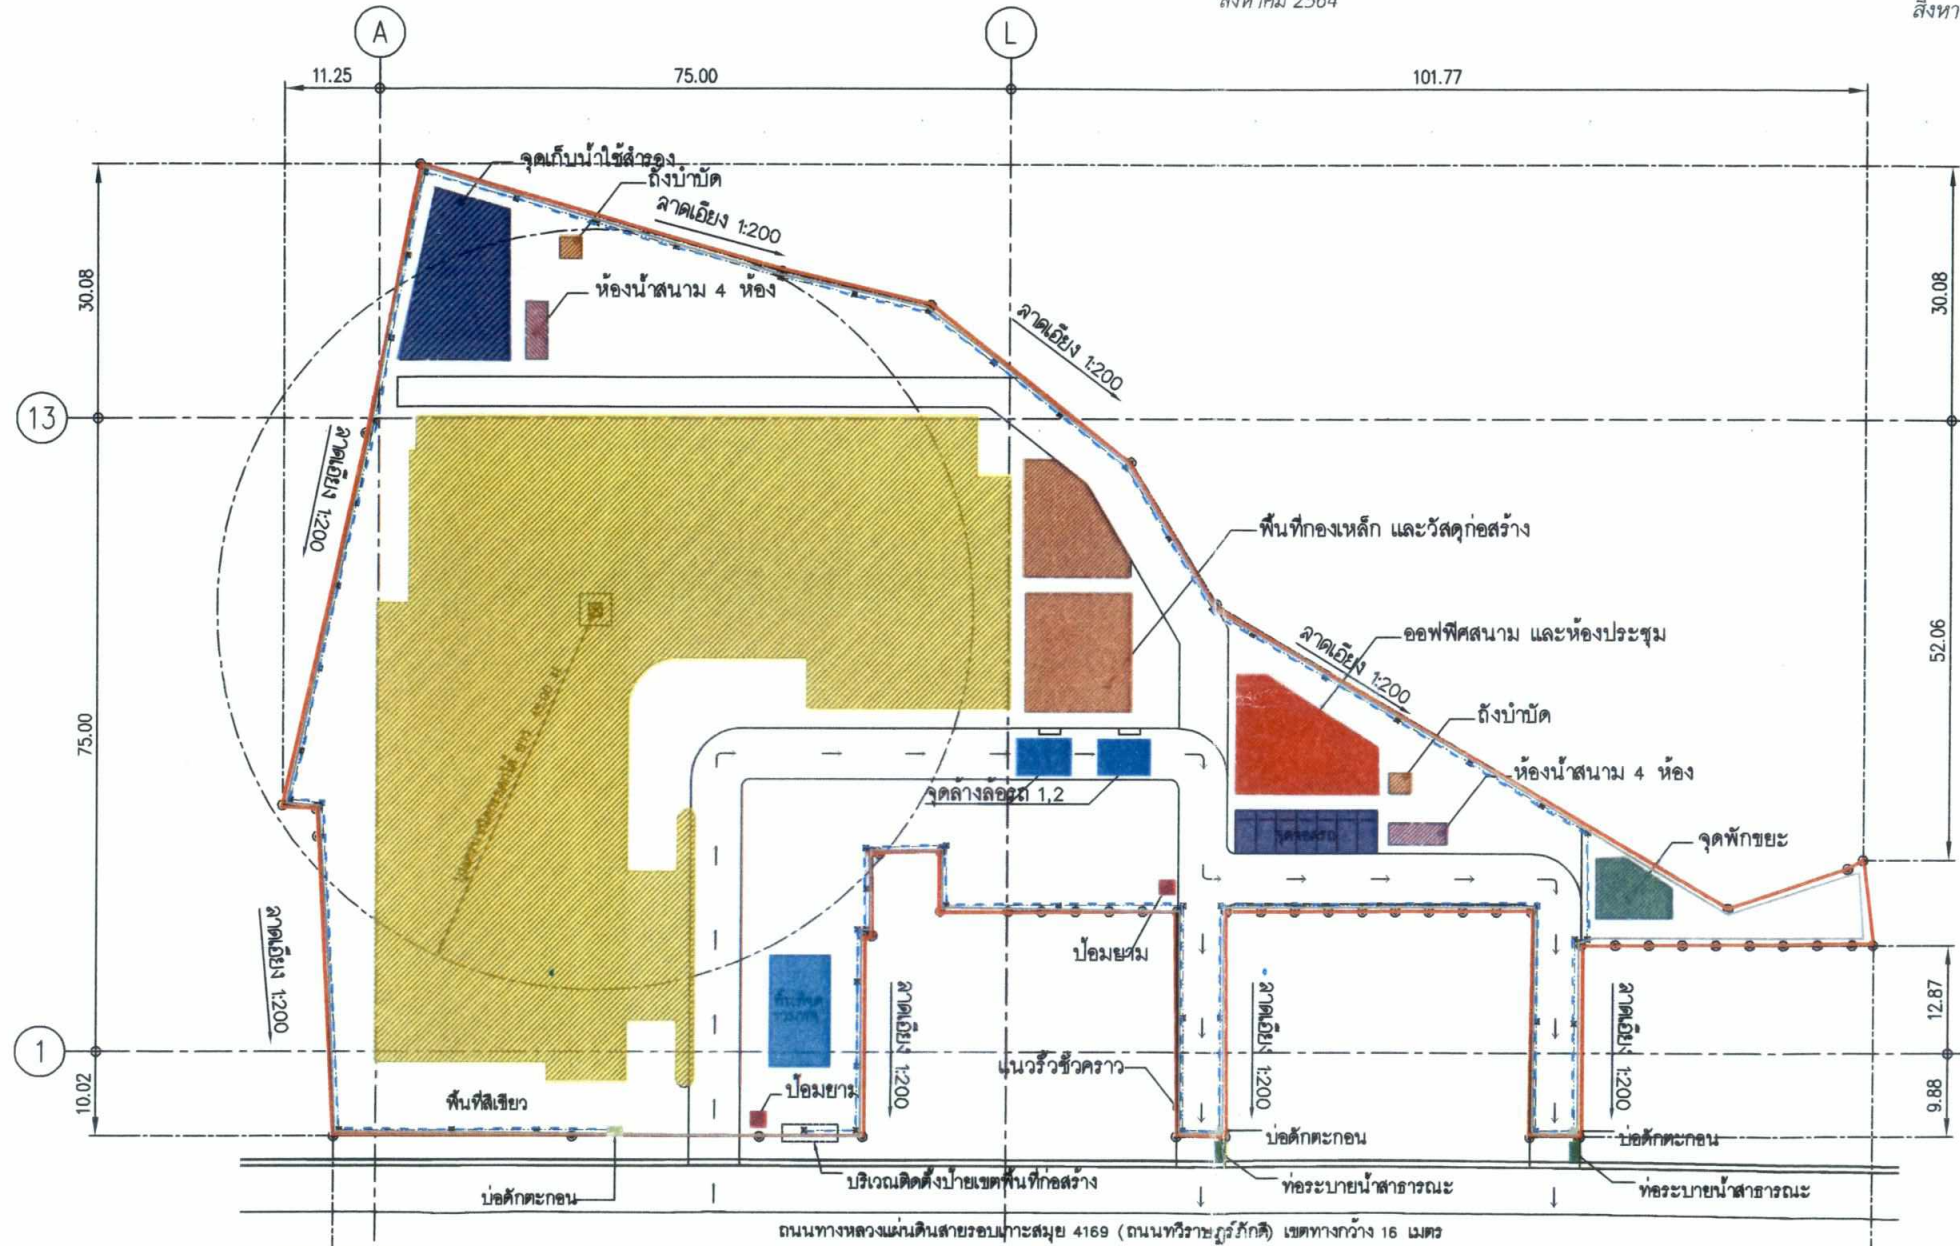 สิงหาคม 2564
สิงหา
A
L
11.25
75.00
101.77
จุดเก็บน้ำใช้สำรอง
ถังบำบัด
ลาดเอียง 1:200
ห้องน้ำสนาม 4 ห้อง
30.08
30.08
ลาดเอียง 1:200
13
ลาดเอียง 1:200
พื้นที่กองเหล็ก และวัสดุก่อสร้าง
ออฟฟิศสนาม และห้องประชุม
ลาดเอียง 1:200
52.06
ถังบำบัด
75.00
ห้องน้ำสนาม 4 ห้อง
จุดล้างล้อรถ 1,2
จุดจอดรถ
จุดพักขยะ
ป้อมยาม
ลาดเอียง 1:200
ลาดเอียง 1:200
ลาดเอียง 1:200
ลาดเอียง 1:200
12.87
1
แนวรั้วชั่วคราว
10.02
9.88
พื้นที่สีเขียว
ป้อมยาม
บ่อดักตะกอน
บ่อดักตะกอน
บ่อดักตะกอน
บริเวณติดตั้งป้ายเขตพื้นที่ก่อสร้าง
ท่อระบายน้ำสาธารณะ
ท่อระบายน้ำสาธารณะ
ถนนทางหลวงแผ่นดินสายรอบเกาะสมุย 4169 (ถนนทวีราษฎร์ภักดี) เขตทางกว้าง 16 เมตร